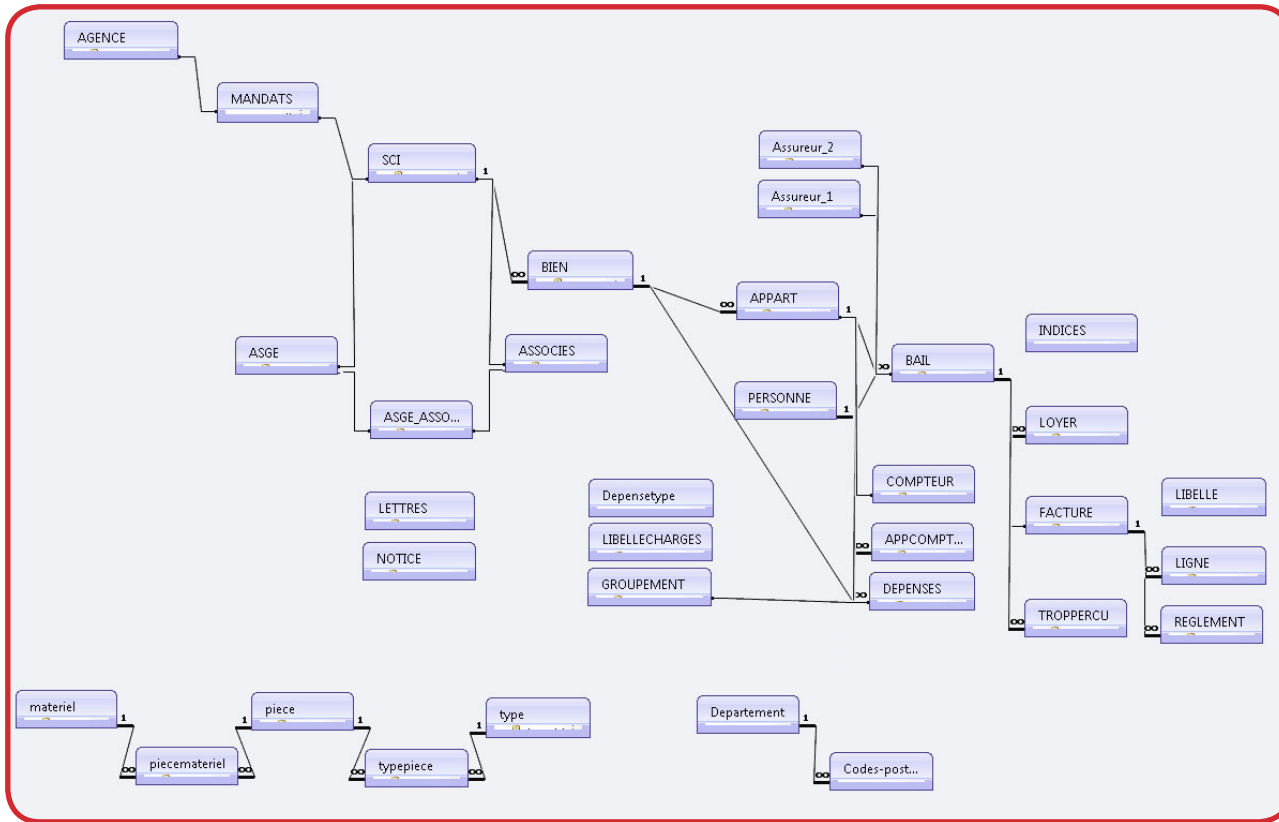 AGENCE
MANDATS
SCI
1
Assureur_2
Assureur_1
BIEN
1
∞
APPART
1
∞
INDICES
ASGE
ASSOCIES
BAIL
1
∞
PERSONNE
1
ASGE_ASSO...
LOYER
∞
COMPTEUR
Depensetype
LIBELLE
LETTRES
FACTURE
1
LIBELLECHARGES
APPCOMPT...
∞
NOTICE
LIGNE
∞
GROUPEMENT
DEPENSES
∞
TROPPERCU
∞
REGLEMENT
∞
materiel
1
piece
1
1
type
1
Departement
1
piecemateriel
∞
∞
typepiece
∞
∞
Codes-post...
∞